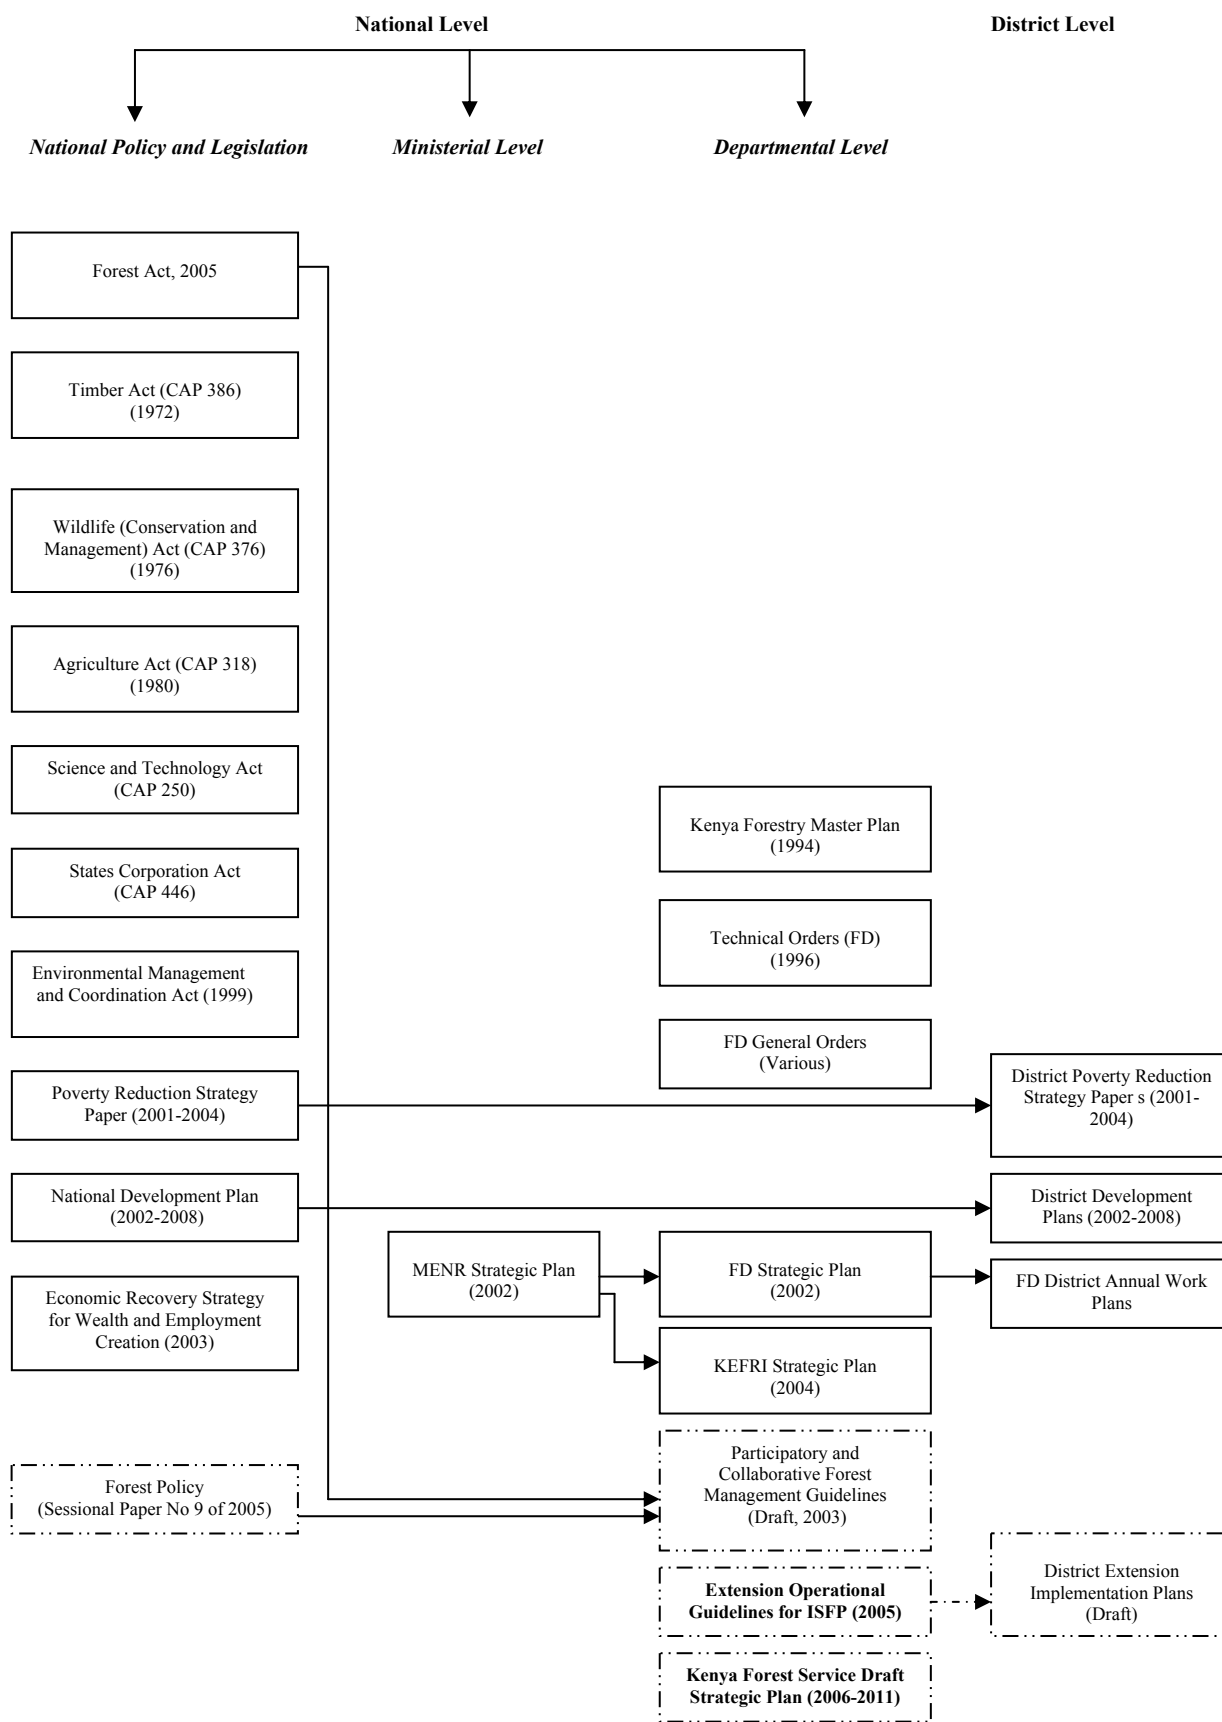 National Level
District Level
National Policy and Legislation
Ministerial Level
Departmental Level
Forest Act, 2005
Timber Act (CAP 386)
(1972)
Wildlife (Conservation and
Management) Act (CAP 376)
(1976)
Agriculture Act (CAP 318)
(1980)
Science and Technology Act
(CAP 250)
States Corporation Act
(CAP 446)
Environmental Management
and Coordination Act (1999)
Poverty Reduction Strategy
Paper (2001-2004)
National Development Plan
(2002-2008)
Economic Recovery Strategy
for Wealth and Employment
Creation (2003)
Forest Policy
(Sessional Paper No 9 of 2005)
MENR Strategic Plan
(2002)
Kenya Forestry Master Plan
(1994)
Technical Orders (FD)
(1996)
FD General Orders
(Various)
FD Strategic Plan
(2002)
KEFRI Strategic Plan
(2004)
Participatory and
Collaborative Forest
Management Guidelines
(Draft, 2003)
Extension Operational
Guidelines for ISFP (2005)
Kenya Forest Service Draft
Strategic Plan (2006-2011)
District Poverty Reduction
Strategy Paper s (2001-
2004)
District Development
Plans (2002-2008)
FD District Annual Work
Plans
District Extension
Implementation Plans
(Draft)